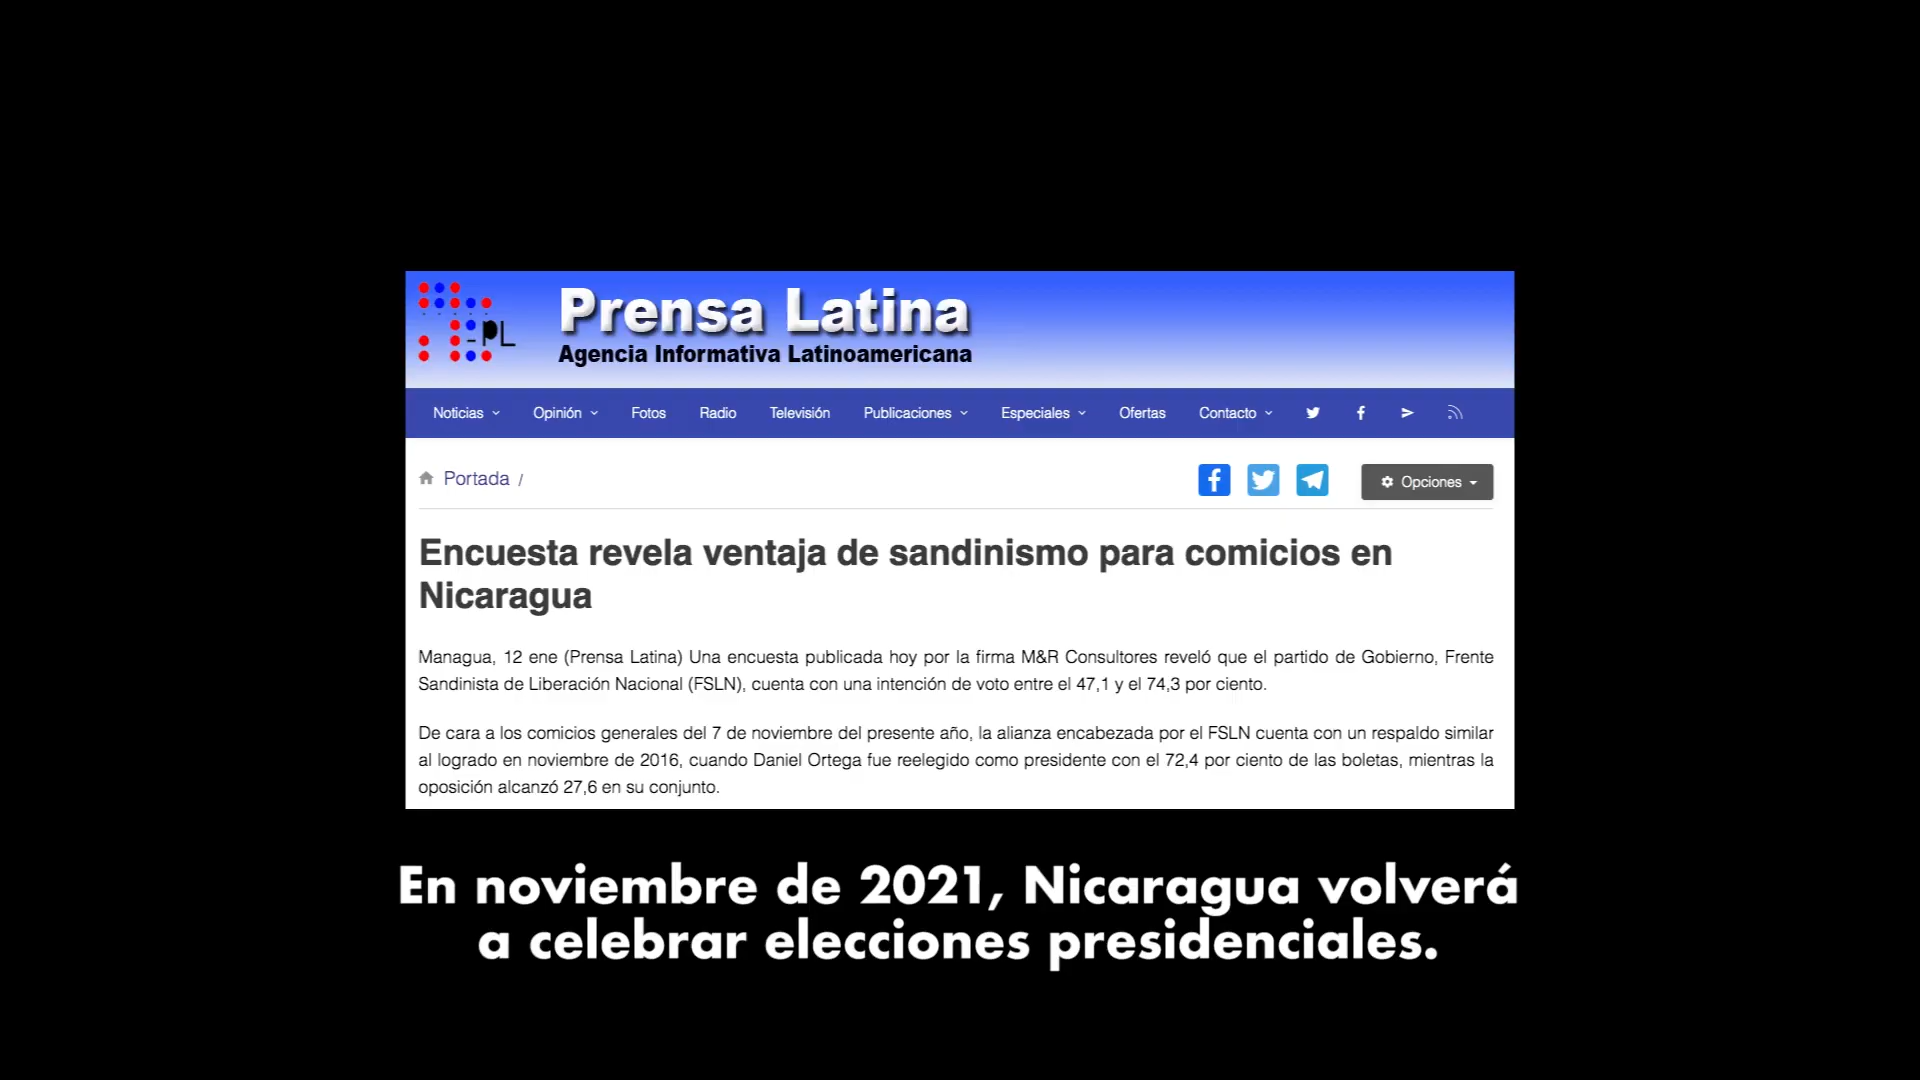 PL
Prensa Latina
Agencia Informativa Latinoamericana
Noticias Opinión Fotos Radio Televisión Publicaciones Especiales Ofertas Contacto
Portada /
Opciones
Encuesta revela ventaja de sandinismo para comicios en
Nicaragua
Managua, 12 ene (Prensa Latina) Una encuesta publicada hoy por la firma M&R Consultores reveló que el partido de Gobierno, Frente
Sandinista de Liberación Nacional (FSLN), cuenta con una intención de voto entre el 47,1 y el 74,3 por ciento.
De cara a los comicios generales del 7 de noviembre del presente año, la alianza encabezada por el FSLN cuenta con un respaldo similar
al logrado en noviembre de 2016, cuando Daniel Ortega fue reelegido como presidente con el 72,4 por ciento de las boletas, mientras la
oposición alcanzó 27,6 en su conjunto.
En noviembre de 2021, Nicaragua volverá
a celebrar elecciones presidenciales.